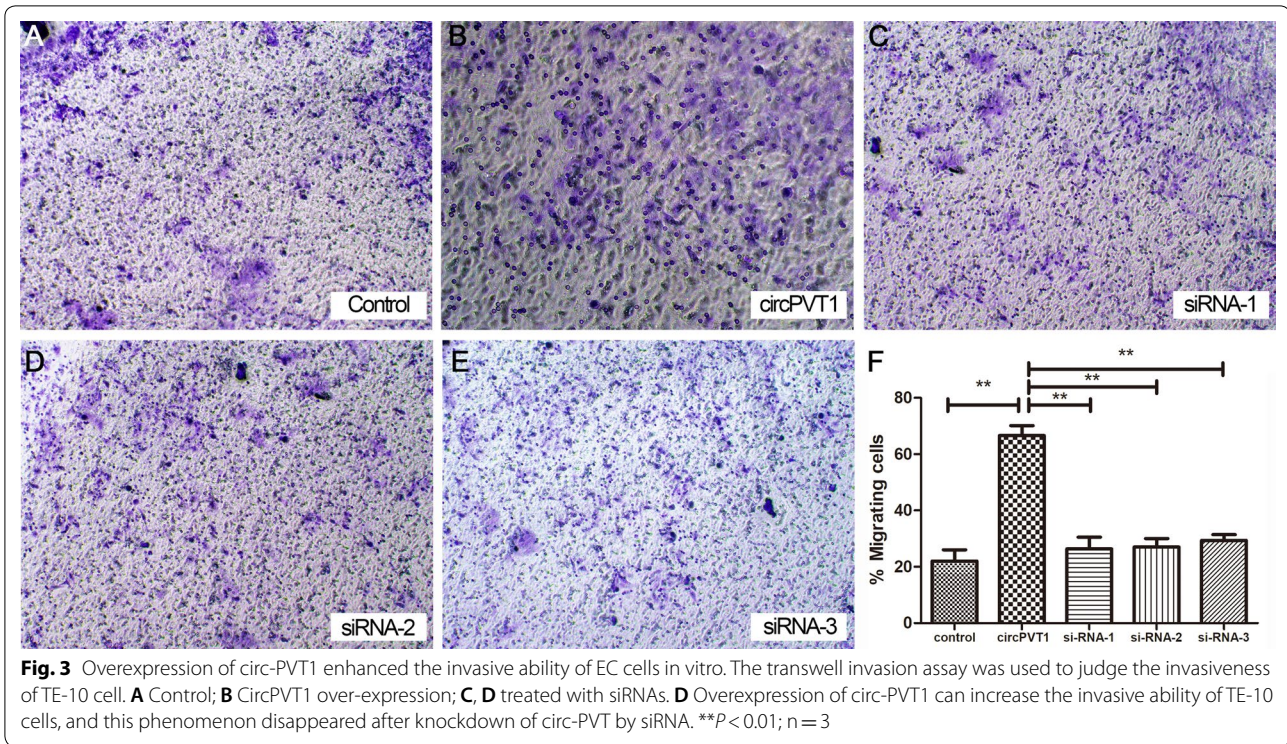 A
Control
B
circPVT1
C
siRNA-1
D
siRNA-2
E
siRNA-3
F
**
**
**
**
80
60
40
20
0
% Migrating cells
control circPVT1 si-RNA-1 si-RNA-2 si-RNA-3
Fig. 3 Overexpression of circ-PVT1 enhanced the invasive ability of EC cells in vitro. The transwell invasion assay was used to judge the invasiveness
of TE-10 cell. A Control; B CircPVT1 over-expression; C, D treated with siRNAs. D Overexpression of circ-PVT1 can increase the invasive ability of TE-10
cells, and this phenomenon disappeared after knockdown of circ-PVT by siRNA. **P < 0.01; n = 3